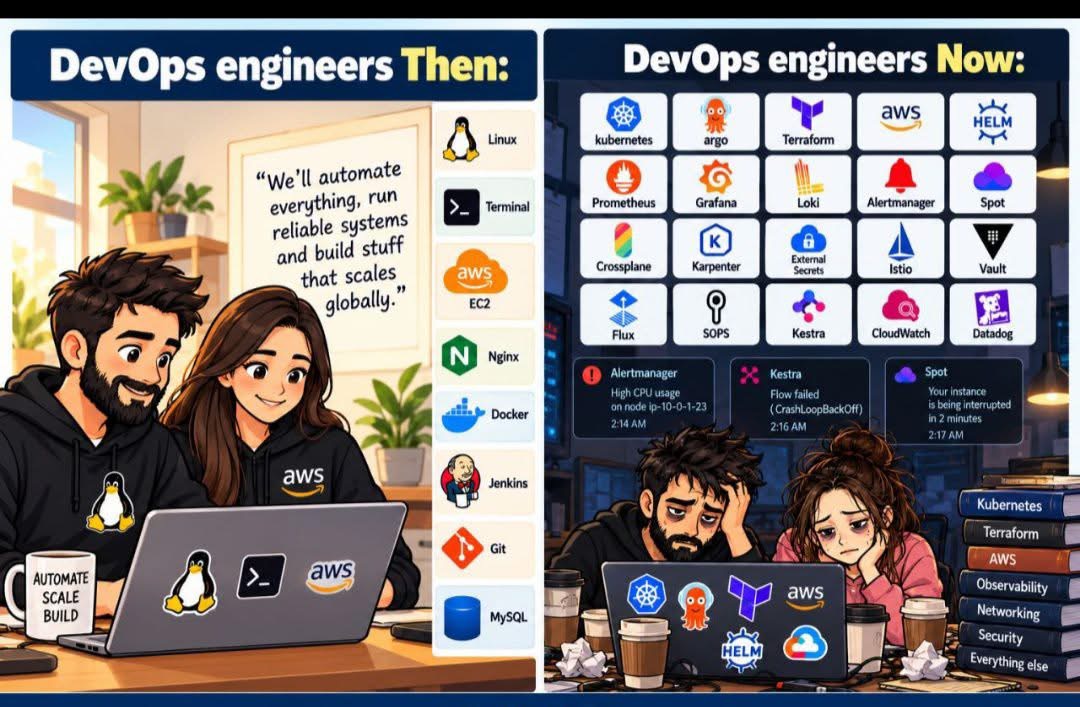 DevOps engineers Then:
“We’ll automate
everything, run
reliable systems
and build stuff
that scales
globally.”
Linux
>_ Terminal
aws
EC2
N Nginx
Docker
Jenkins
Git
MySQL
aws
AUTOMATE
SCALE
BUILD
>_
aws
DevOps engineers Now:
kubernetes
argo
Terraform
aws
HELM
Prometheus
Grafana
Loki
Alertmanager
Spot
Crossplane
K
Karpenter
External
Secrets
Istio
Vault
Flux
SOPS
Kestra
CloudWatch
Datadog
! Alertmanager
High CPU usage
on node ip-10-0-1-23
2:14 AM
Kestra
Flow failed
(CrashLoopBackOff)
2:16 AM
Spot
Your instance
is being interrupted
in 2 minutes
2:17 AM
aws
HELM
Kubernetes
Terraform
AWS
Observability
Networking
Security
Everything else